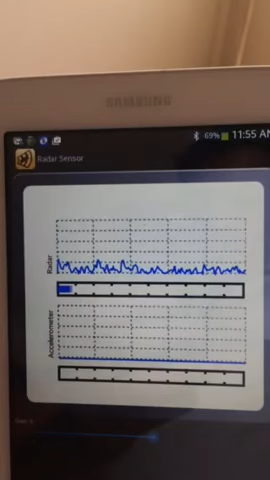 SAMSUNG
69% 11:55 AM
Radar Sensor
Radar
Accelerometer